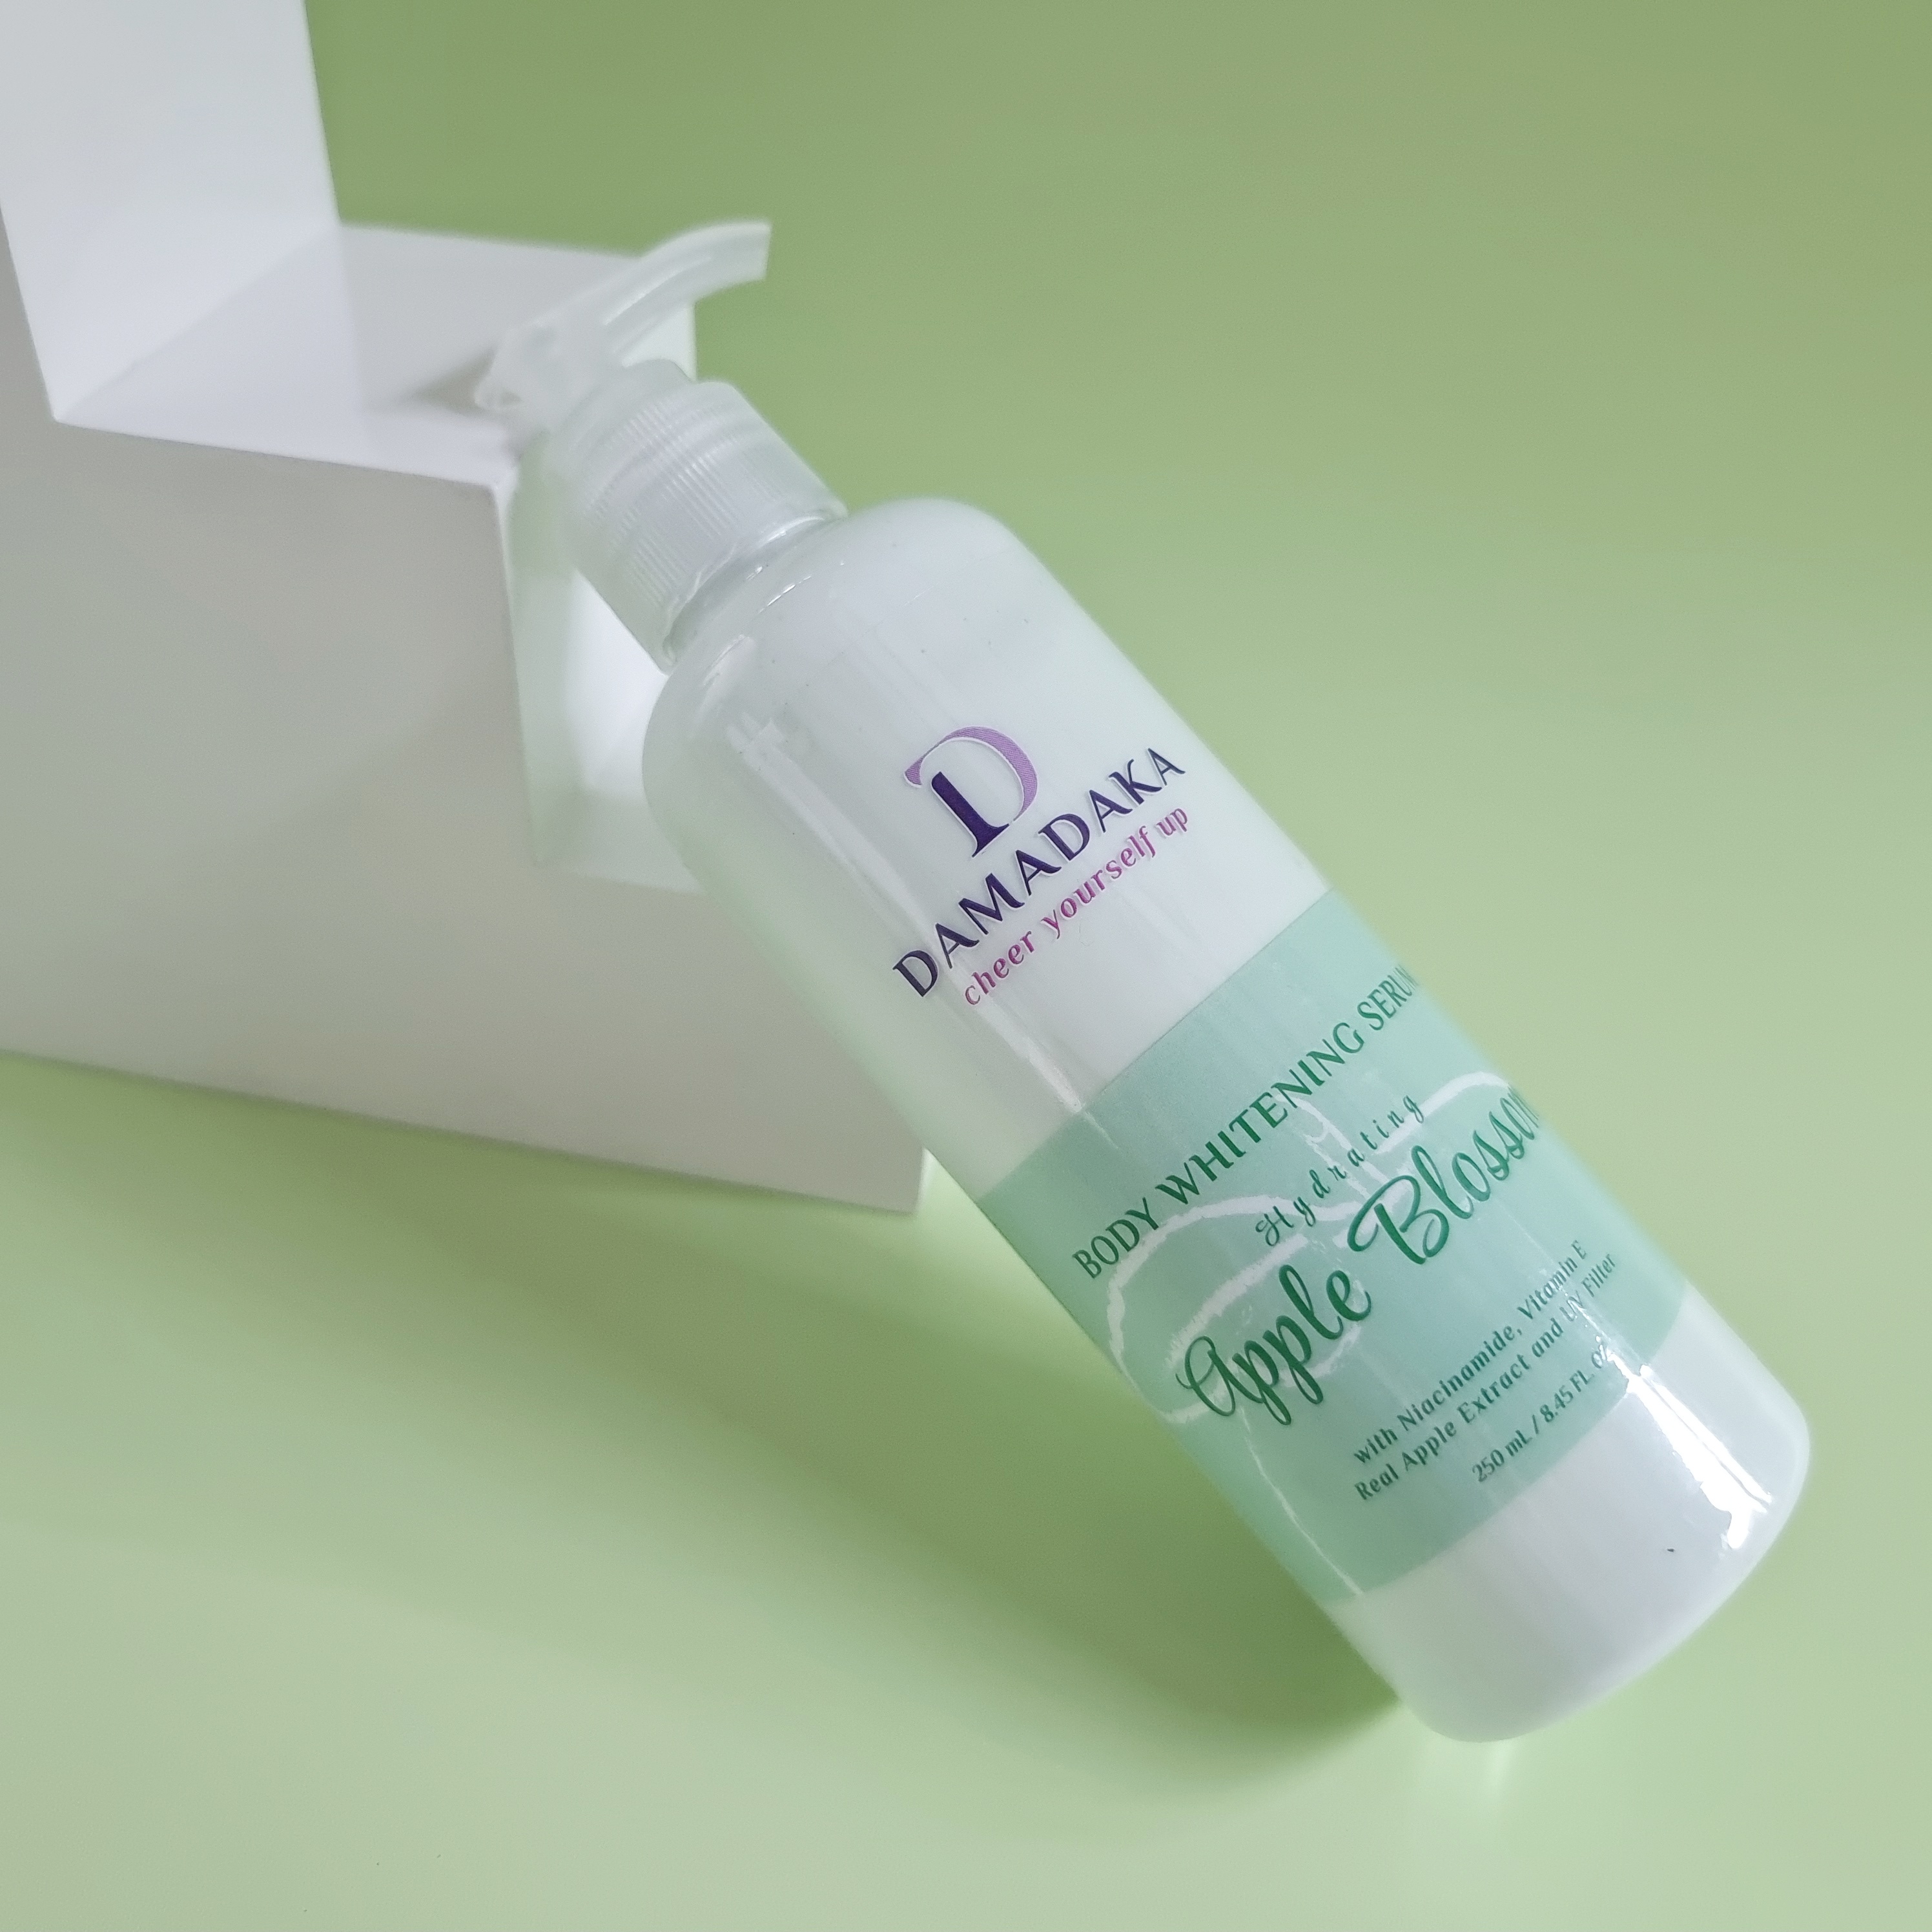 D
DAMADAKA
cheer yourself up
BODY WHITENING SERUM
Hydrating
Apple Blossom
with Niacinamide, Vitamin E
Real Apple Extract and UV Filter
250 mL / 8.45 FL. oz